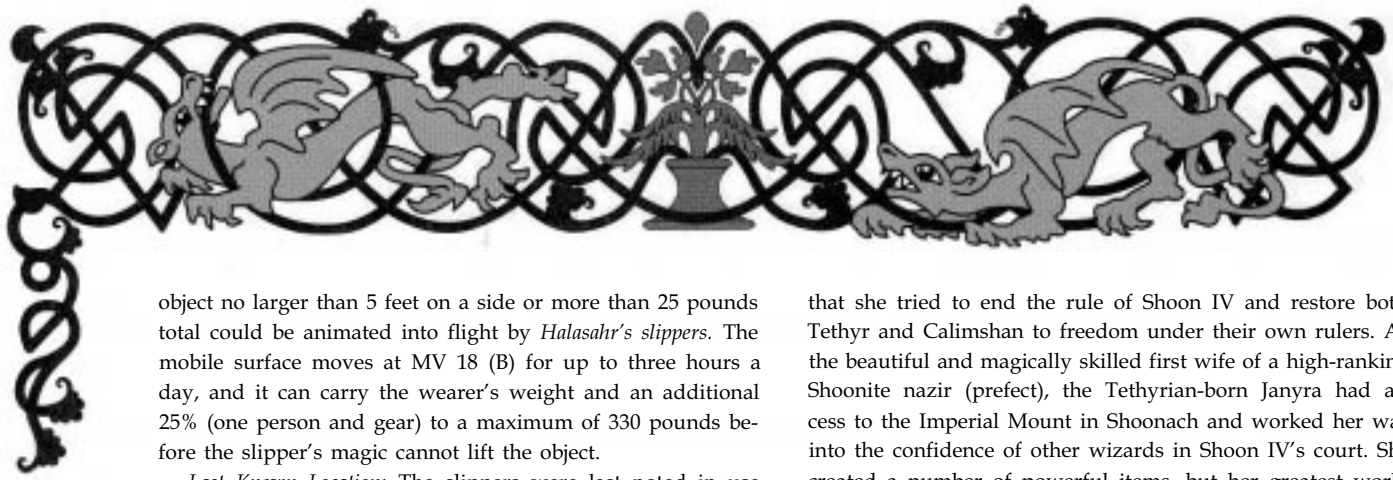 object no larger than 5 feet on a side or more than 25 pounds
total could be animated into flight by Halasahr's slippers. The
mobile surface moves at MV 18 (B) for up to three hours a
day, and it can carry the wearer's weight and an additional
25% (one person and gear) to a maximum of 330 pounds be-
fore the slipper's magic cannot lift the object.
Last Known Location: The slippers were last noted in use
that she tried to end the rule of Shoon IV and restore bot
Tethyr and Calimshan to freedom under their own rulers. A
the beautiful and magically skilled first wife of a high-rankin
Shoonite nazir (prefect), the Tethyrian-born Janyra had a
cess to the Imperial Mount in Shoonach and worked her wa
into the confidence of other wizards in Shoon IV's court. Sh
created a number of powerful items, but her greatest wor